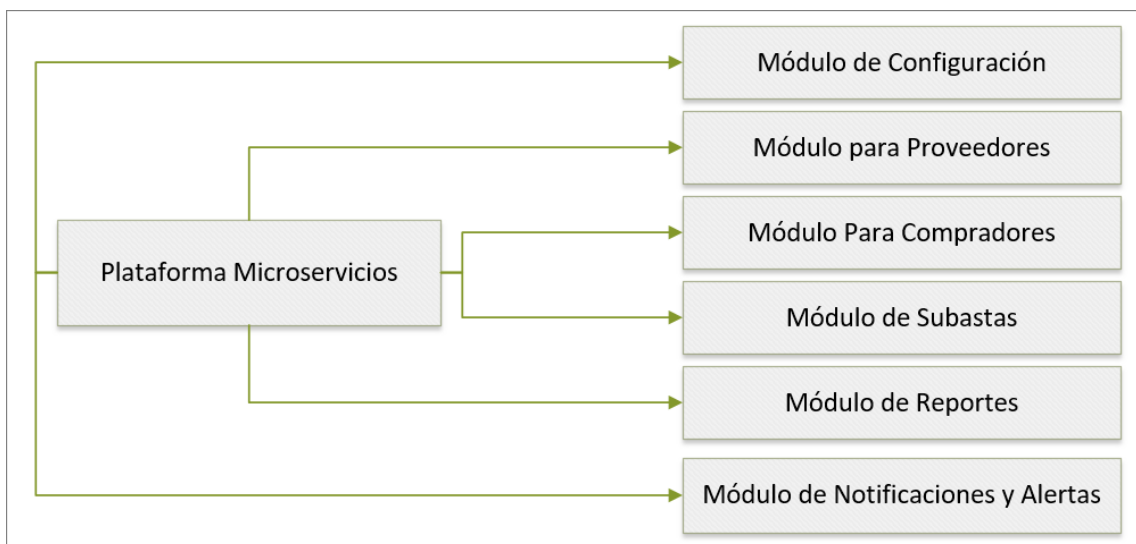 Módulo de Configuración
Módulo para Proveedores
Módulo Para Compradores
Plataforma Microservicios
Módulo de Subastas
Módulo de Reportes
Módulo de Notificaciones y Alertas